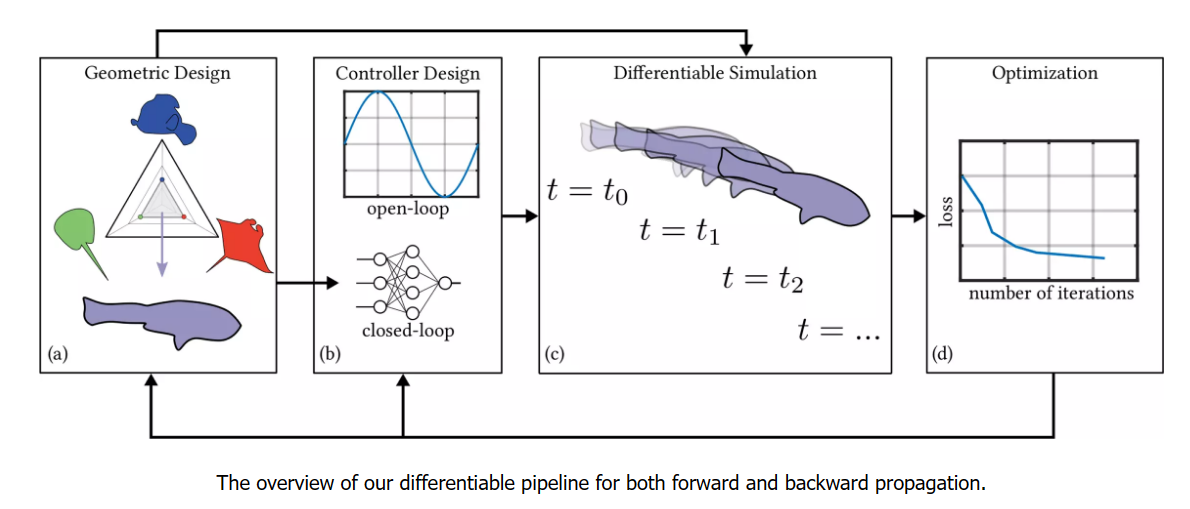 Geometric Design
(a)
Controller Design
open-loop
closed-loop
(b)
Differentiable Simulation
t = t₀
t = t₁
t = t₂
t = ...
(c)
Optimization
loss
number of iterations
(d)
The overview of our differentiable pipeline for both forward and backward propagation.